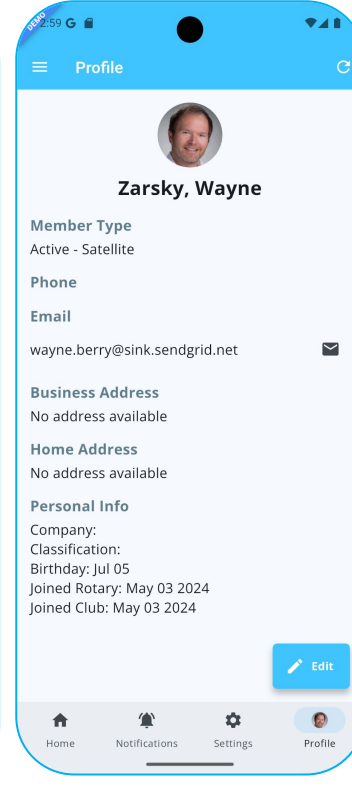 DEMO
2:59 G
Profile
Zarsky, Wayne
Member Type
Active - Satellite
Phone
Email
wayne.berry@sink.sendgrid.net
Business Address
No address available
Home Address
No address available
Personal Info
Company:
Classification:
Birthday: Jul 05
Joined Rotary: May 03 2024
Joined Club: May 03 2024
Edit
Home
Notifications
Settings
Profile